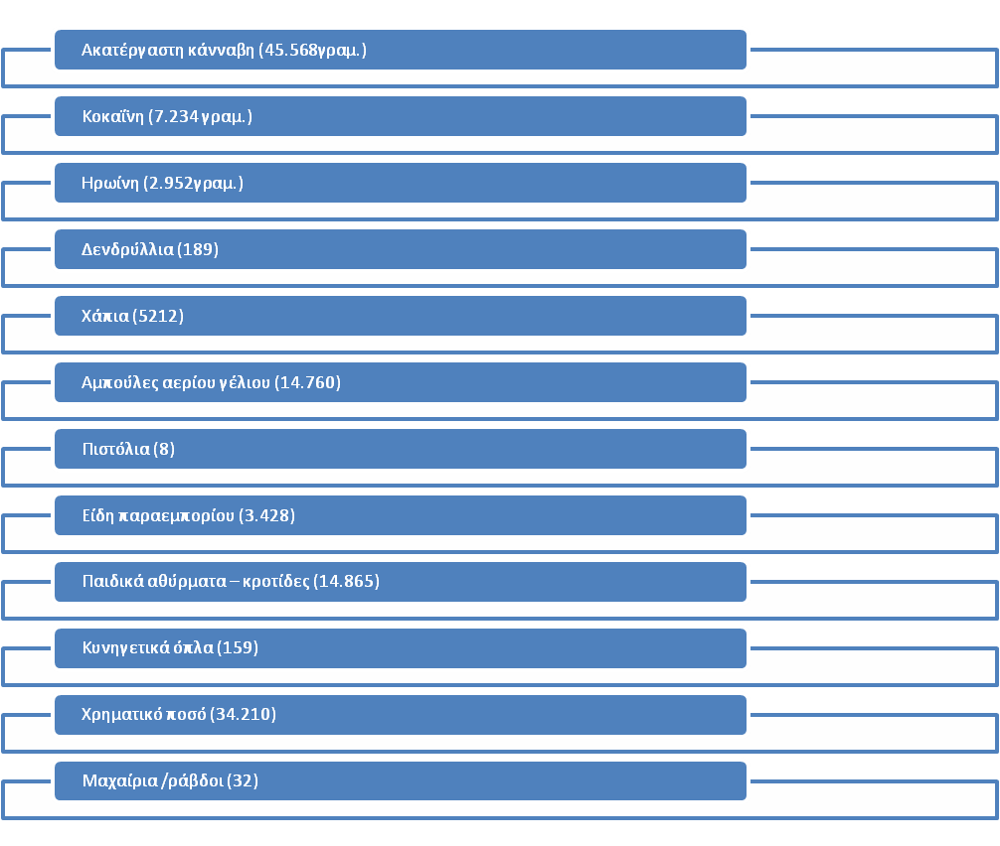 Ακατέργαστη κάνναβη (45.568γραμ.)
Κοκαΐνη (7.234 γραμ.)
Ηρωίνη (2.952γραμ.)
Δενδρύλλια (189)
Χάπια (5212)
Αμπούλες αερίου γέλιου (14.760)
Πιστόλια (8)
Είδη παραεμπορίου (3.428)
Παιδικά αθύρματα – κροτίδες (14.865)
Κυνηγετικά όπλα (159)
Χρηματικό ποσό (34.210)
Μαχαίρια /ράβδοι (32)